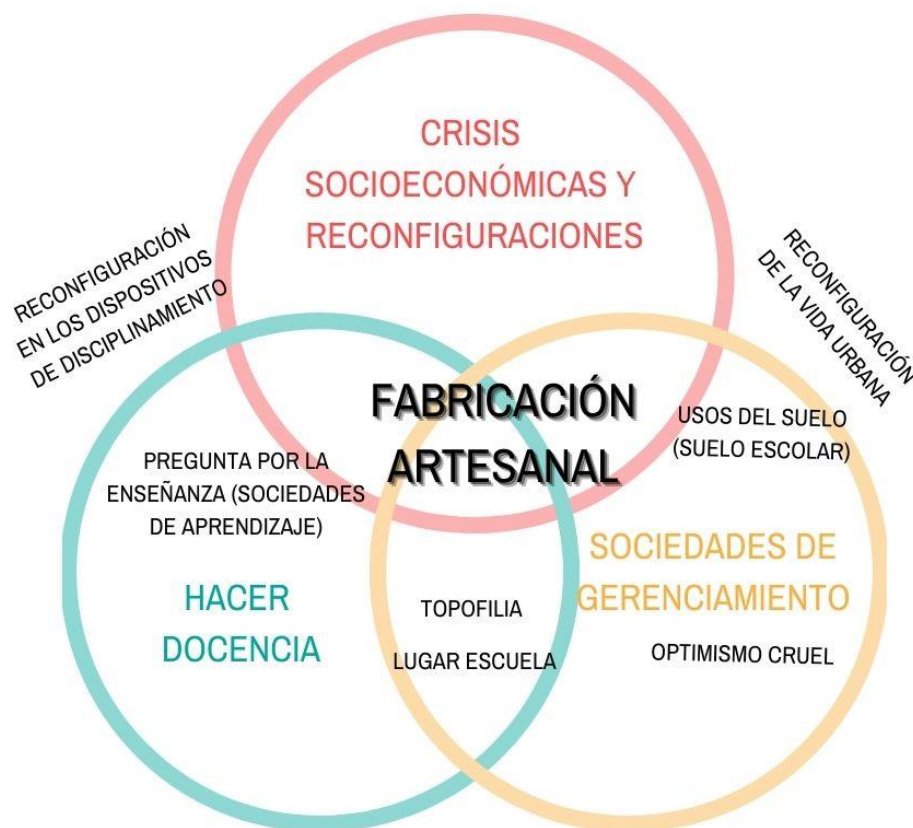 CRISIS
SOCIOECONÓMICAS Y
RECONFIGURACIONES
RECONFIGURACIÓN
EN LOS DISPOSITIVOS
DE DISCIPLINAMIENTO
RECONFIGURACIÓN
DE LA VIDA URBANA
FABRICACIÓN
ARTESANAL
USOS DEL SUELO
(SUELO ESCOLAR)
PREGUNTA POR LA
ENSEÑANZA (SOCIEDADES
DE APRENDIZAJE)
SOCIEDADES DE
GERENCIAMIENTO
HACER
DOCENCIA
TOPOFILIA
LUGAR ESCUELA
OPTIMISMO CRUEL